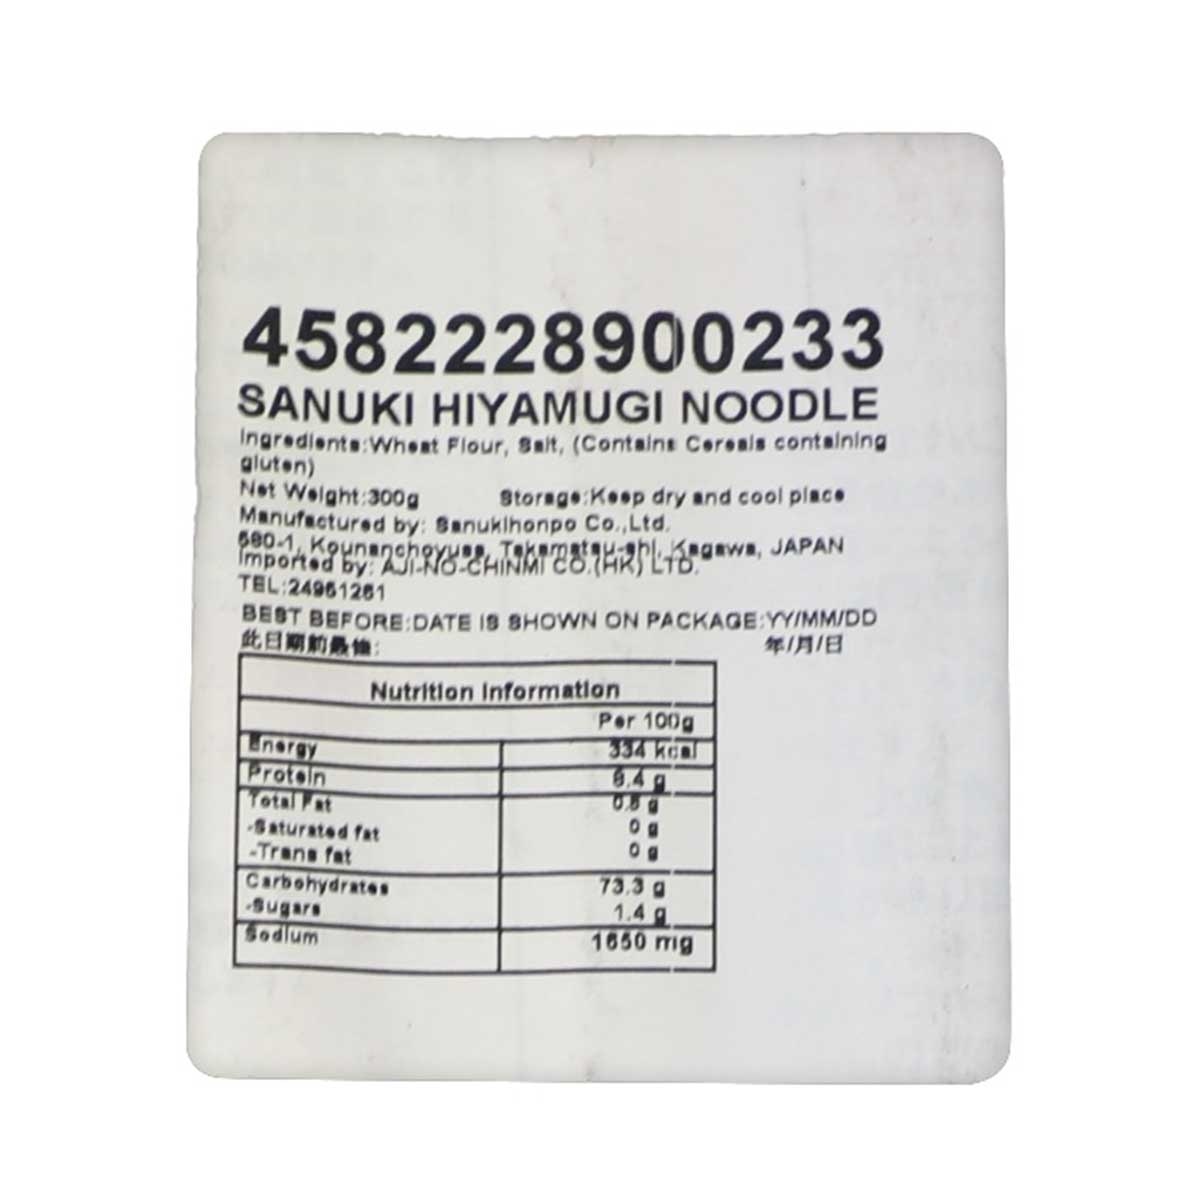 4582228900233
SANUKI HIYAMUGI NOODLE
Ingredients:Wheat Flour, Salt, (Contains Cereals containing
gluten)
Net Weight:300g Storage:Keep dry and cool place
Manufactured by: Sanukihonpo Co.,Ltd.
Takamatsu-shi, Kagawa, JAPAN
Imported by: AJI-NO-CHINMI CO.(HK) LTD.
TEL:24951261
BEST BEFORE:DATE IS SHOWN ON PACKAGE:YY/MM/DD
此日期前最佳: 年/月/日
Nutrition Information
Per 100g
Energy 334 kcal
Protein 8.4 g
Total Fat
-Saturated fat 0 g
-Trans fat 0 g
Carbohydrates 73.3 g
-Sugars 1.4 g
Sodium 1650 mg